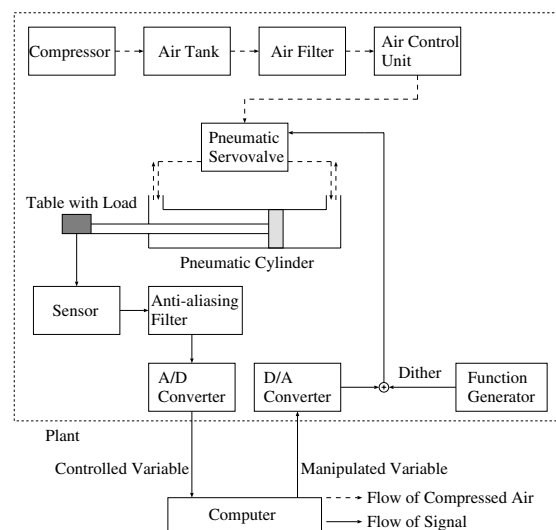 Compressor
Air Tank
Air Filter
Air Control
Unit
Pneumatic
Servovalve
Table with Load
Pneumatic Cylinder
Sensor
Anti-aliasing
Filter
A/D
Converter
D/A
Converter
Dither
Function
Generator
Plant
Controlled Variable
Manipulated Variable
Computer
Flow of Compressed Air
Flow of Signal